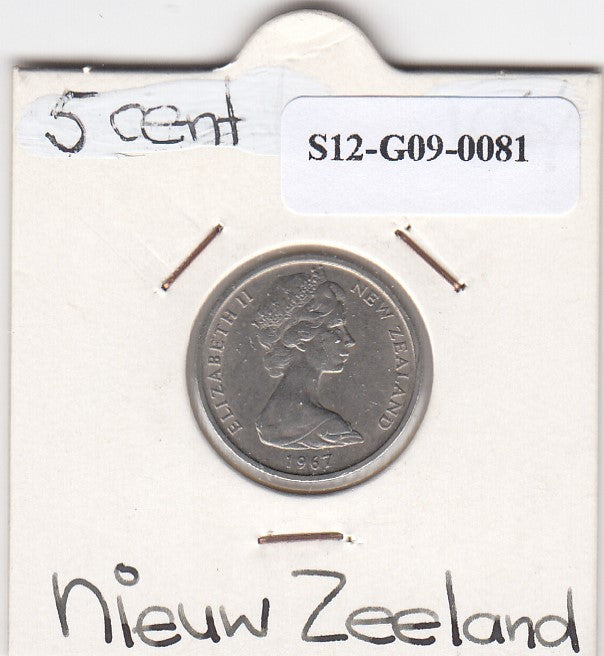 5 cent
S12-G09-0081
ELIZABETH II
NEW ZEALAND
1967
Nieuw Zeeland